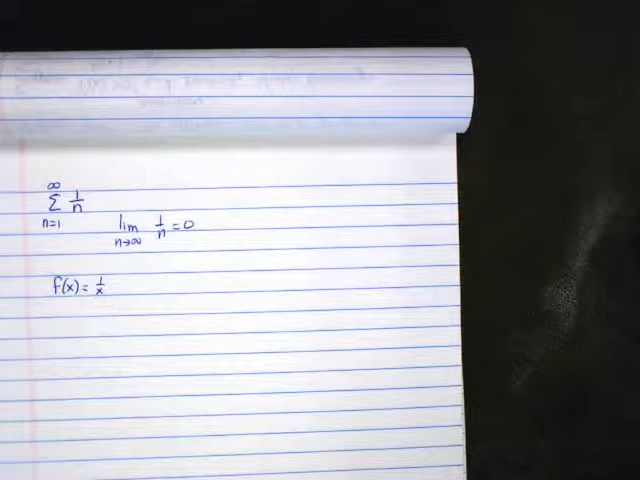 ∞
∑ 1/n
n=1
lim 1/n = 0
n→∞
f(x) = 1/x